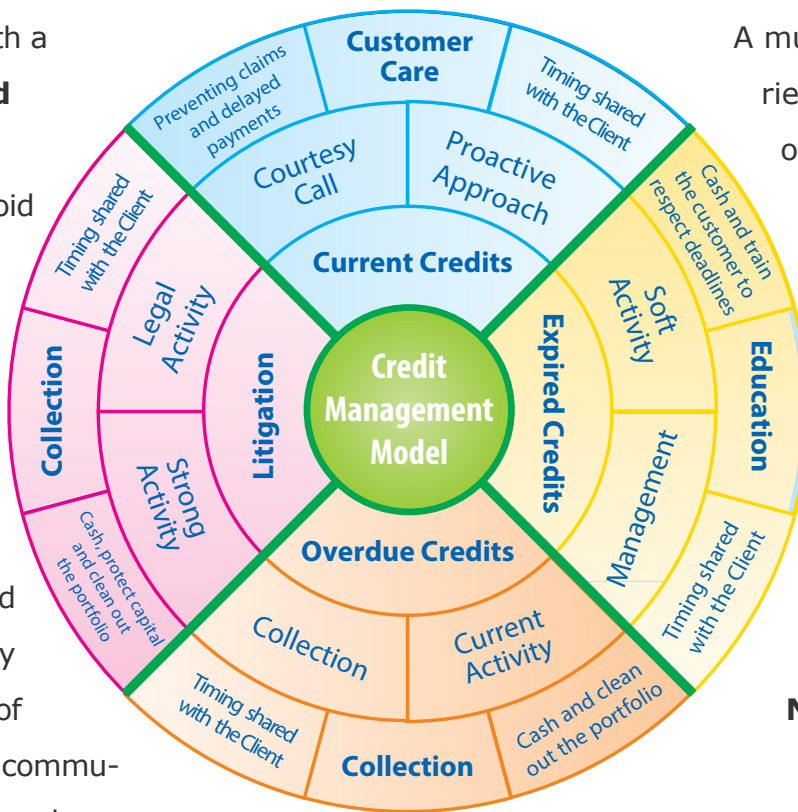 th a
d
oid
d
y
of
commu-
A mu
rie
o
N
Credit
Management
Model
Current Credits
Courtesy
Call
Proactive
Approach
Preventing claims
and delayed
payments
Customer
Care
Timing shared
with the Client
Expired Credits
Soft
Activity
Management
Cash and train
the customer to
respect deadlines
Education
Timing shared
with the Client
Overdue Credits
Current
Activity
Collection
Cash and clean
out the portfolio
Collection
Timing shared
with the Client
Litigation
Strong
Activity
Legal
Activity
Cash, protect capital
and clean out
the portfolio
Collection
Timing shared
with the Client